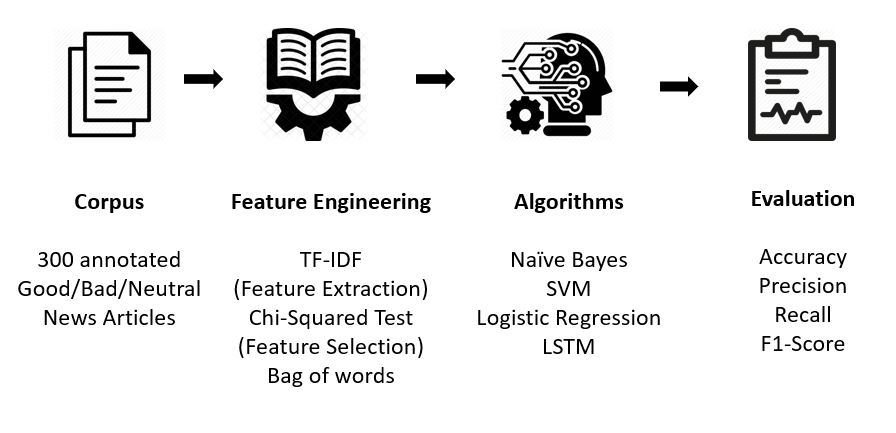 Corpus
300 annotated
Good/Bad/Neutral
News Articles
Feature Engineering
TF-IDF
(Feature Extraction)
Chi-Squared Test
(Feature Selection)
Bag of words
Algorithms
Naïve Bayes
SVM
Logistic Regression
LSTM
Evaluation
Accuracy
Precision
Recall
F1-Score